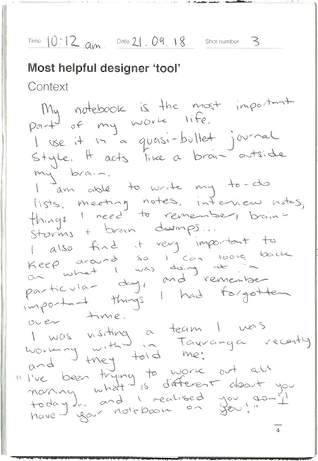 Time 10:12 am Date 21.09.18 Shot number 3
Most helpful designer 'tool'
Context
My notebook is the most important
part of my work life.
I use it in a quasi-bullet journal
style. It acts like a brain outside
my brain.
I am able to write my to-do
lists, meeting notes, interview notes,
things I need to remember, brain-
storms + brain dumps...
I also find it very important to
keep around so I can look back
on what I was doing at in
particular day, and remember
important things I had forgotten
over time.
I was visiting a team I was
working with in Tauranga recently
and they told me:
"I've been trying to work out all
morning what is different about you
today... and I realised you don't
have your notebook on you!"
4